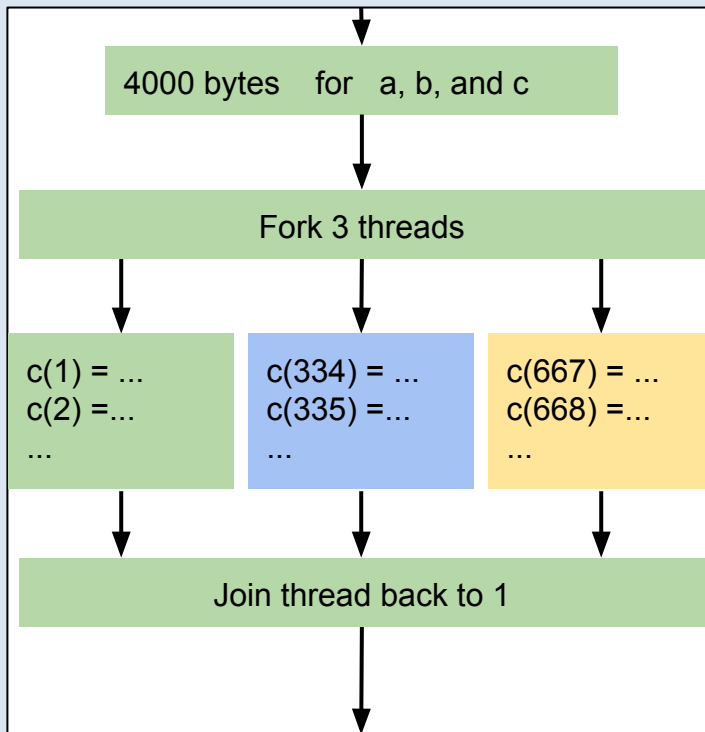 4000 bytes for a, b, and c
Fork 3 threads
c(1) = ...
c(2) =...
...
c(334) = ...
c(335) =...
...
c(667) = ...
c(668) =...
...
Join thread back to 1